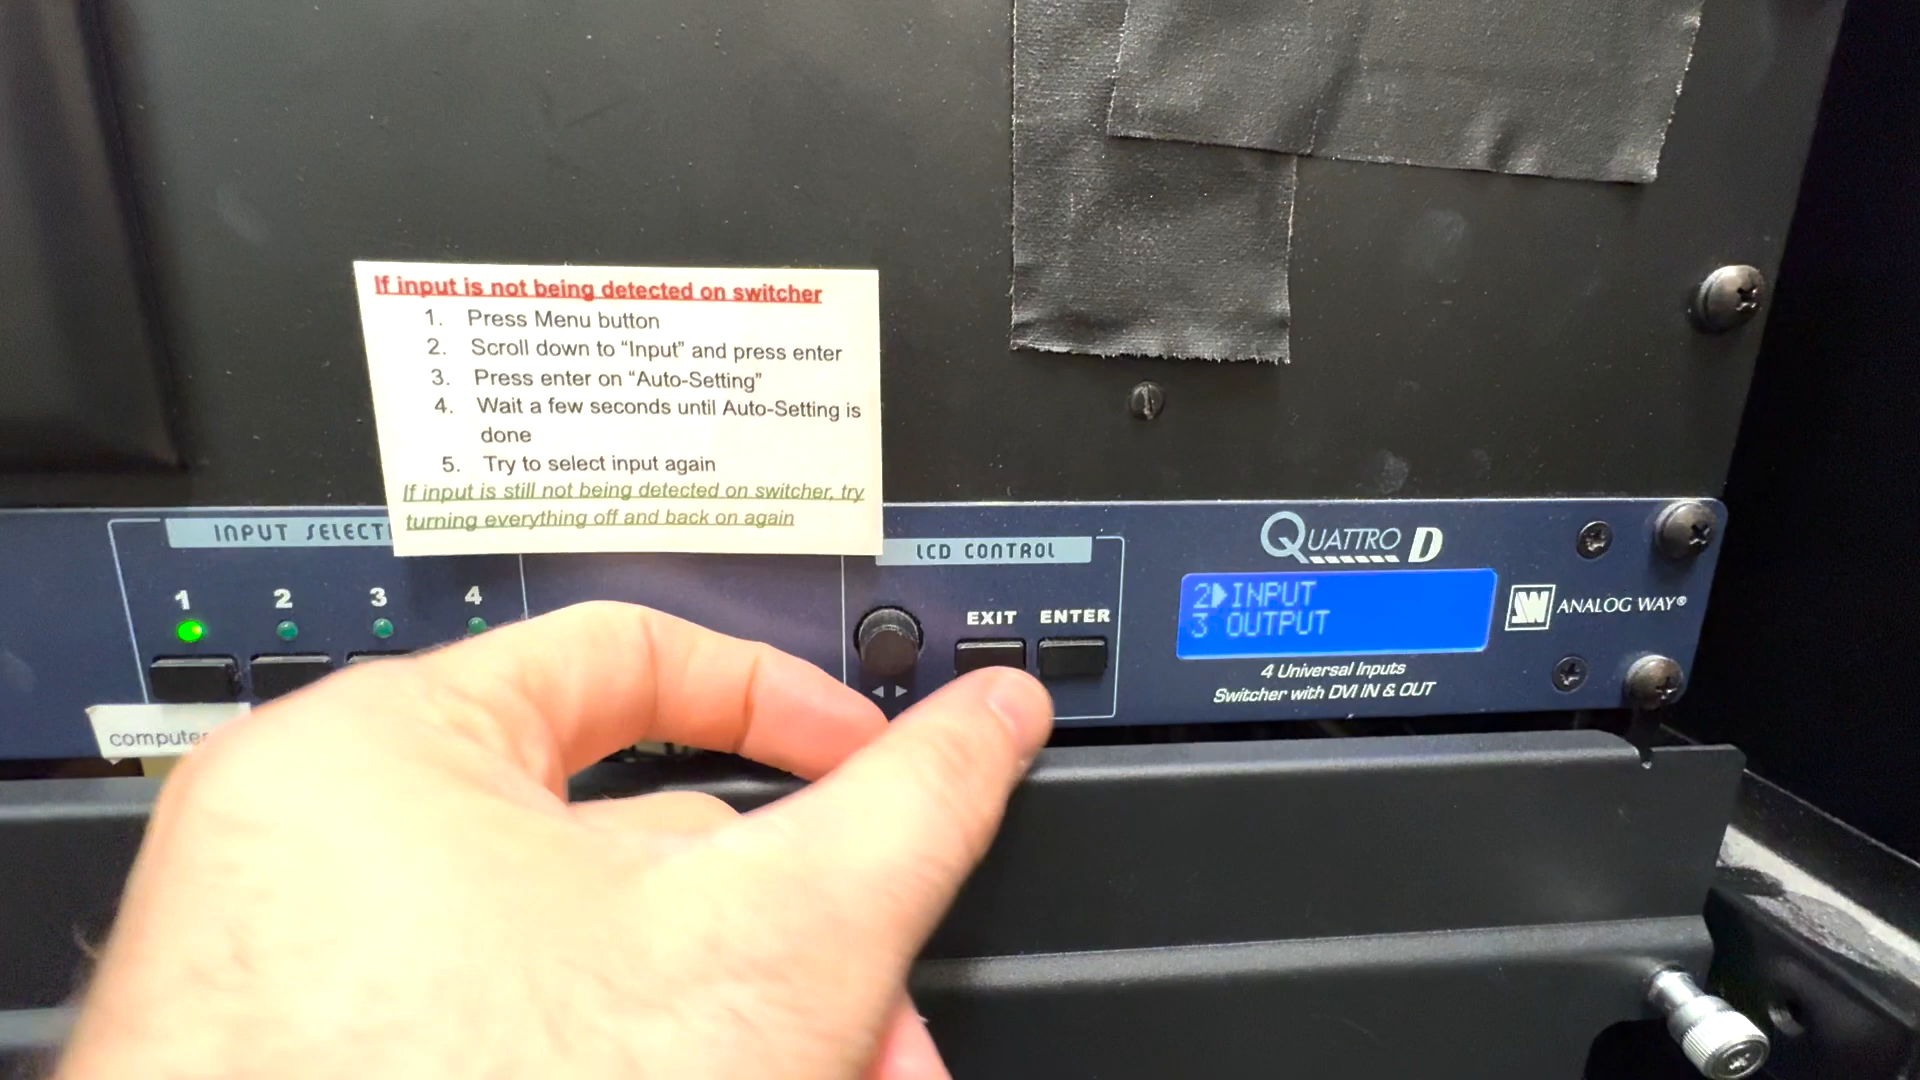 If input is not being detected on switcher
1. Press Menu button
2. Scroll down to “Input” and press enter
3. Press enter on “Auto-Setting”
4. Wait a few seconds until Auto-Setting is
done
5. Try to select input again
If input is still not being detected on switcher, try
turning everything off and back on again
INPUT
1 2 3 4
computer
LCD CONTROL
EXIT ENTER
QUATTRO D
2 INPUT
3 OUTPUT
ANALOG WAY®
4 Universal Inputs
Switcher with DVI IN & OUT